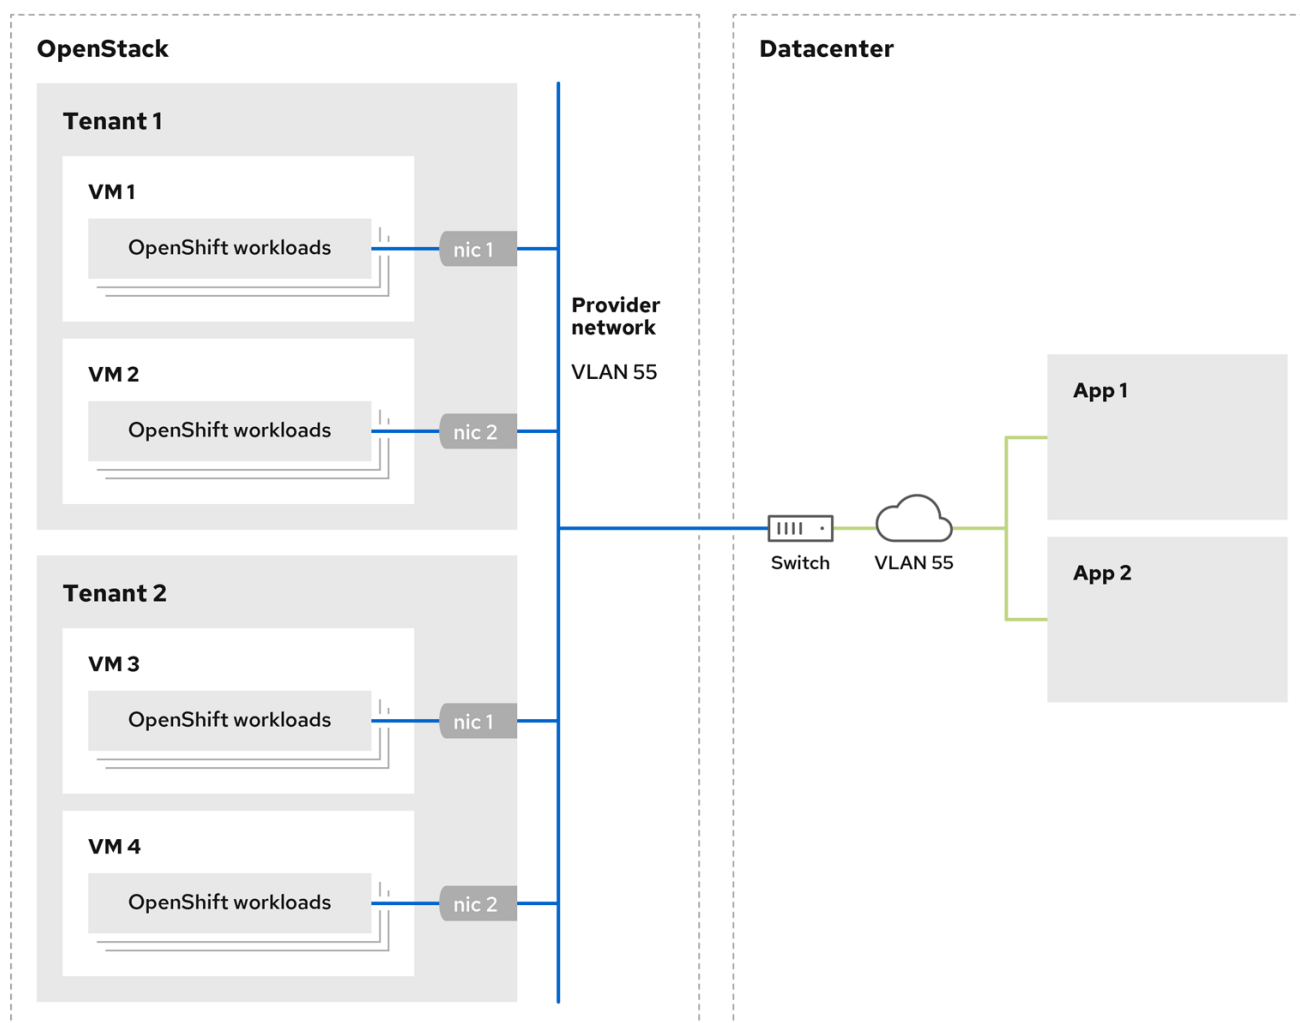 OpenStack
Tenant 1
VM 1
OpenShift workloads
nic 1
VM 2
OpenShift workloads
nic 2
Tenant 2
VM 3
OpenShift workloads
nic 1
VM 4
OpenShift workloads
nic 2
Provider
network
VLAN 55
Datacenter
Switch
VLAN 55
App 1
App 2